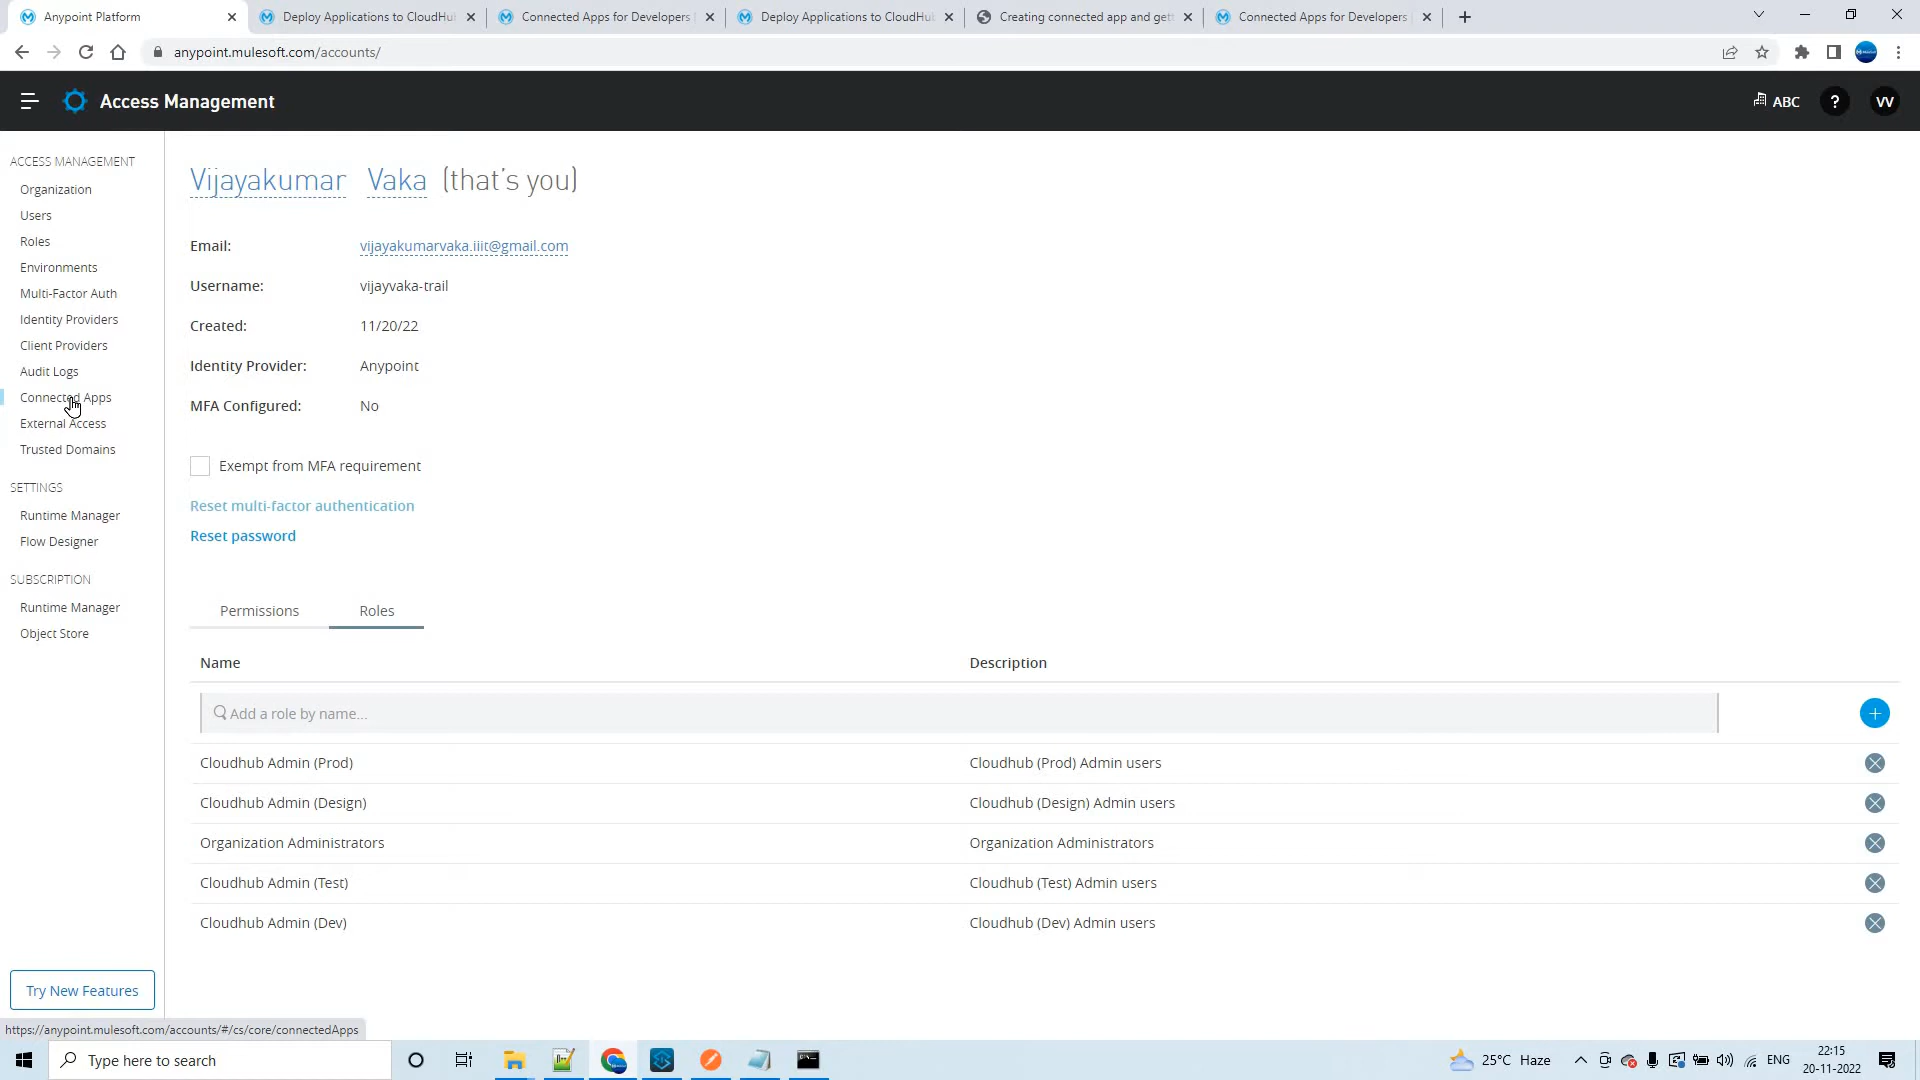 Anypoint Platform
Deploy Applications to CloudHu
Connected Apps for Developers
Deploy Applications to CloudHu
Creating connected app and gett
Connected Apps for Developers
anypoint.mulesoft.com/accounts/
Access Management
ABC
?
VV
ACCESS MANAGEMENT
Organization
Users
Roles
Environments
Multi-Factor Auth
Identity Providers
Client Providers
Audit Logs
Connected Apps
External Access
Trusted Domains
SETTINGS
Runtime Manager
Flow Designer
SUBSCRIPTION
Runtime Manager
Object Store
Try New Features
Vijayakumar Vaka (that's you)
Email: vijayakumarvaka.iiit@gmail.com
Username: vijayvaka-trail
Created: 11/20/22
Identity Provider: Anypoint
MFA Configured: No
Exempt from MFA requirement
Reset multi-factor authentication
Reset password
Permissions Roles
Name Description
Add a role by name...
Cloudhub Admin (Prod) Cloudhub (Prod) Admin users
Cloudhub Admin (Design) Cloudhub (Design) Admin users
Organization Administrators Organization Administrators
Cloudhub Admin (Test) Cloudhub (Test) Admin users
Cloudhub Admin (Dev) Cloudhub (Dev) Admin users
https://anypoint.mulesoft.com/accounts/#/cs/core/connectedApps
Type here to search
25°C Haze
ENG
22:15
20-11-2022